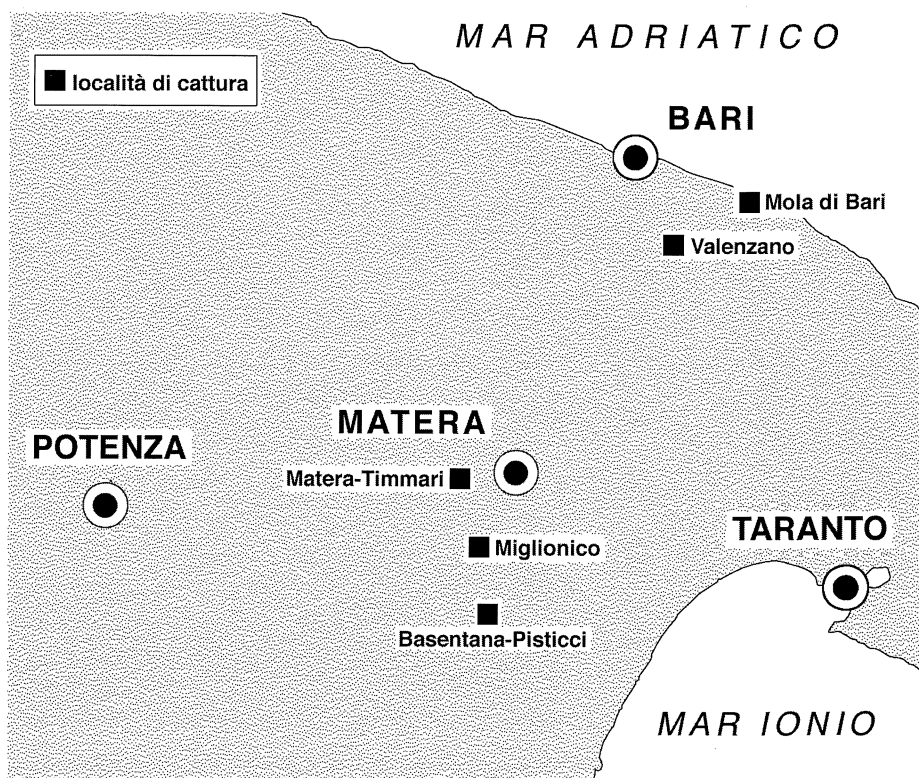 MAR ADRIATICO
località di cattura
BARI
Mola di Bari
Valenzano
MATERA
POTENZA
Matera-Timmari
TARANTO
Miglionico
Basentana-Pisticci
MAR IONIO